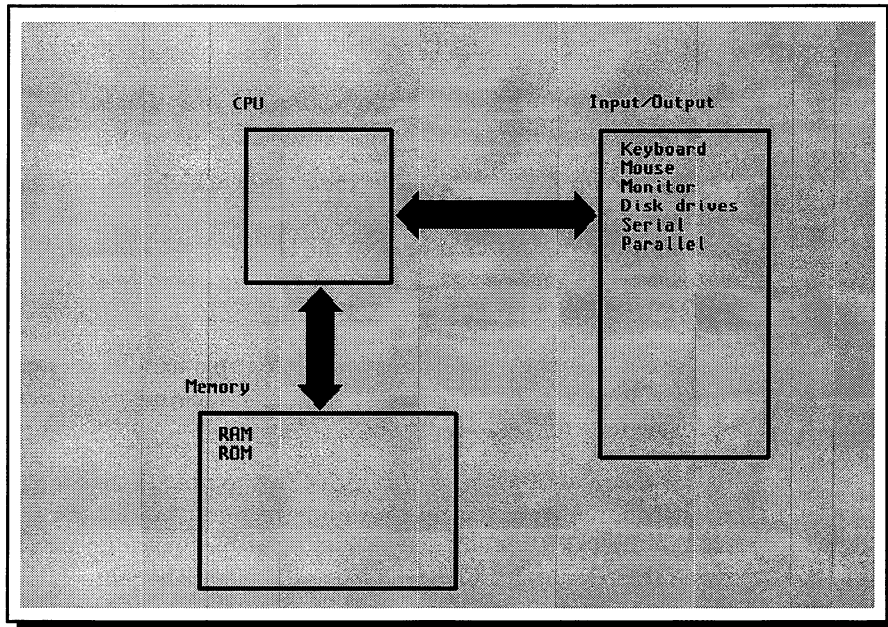 CPU
Input/Output
Keyboard
Mouse
Monitor
Disk drives
Serial
Parallel
Memory
RAM
ROM